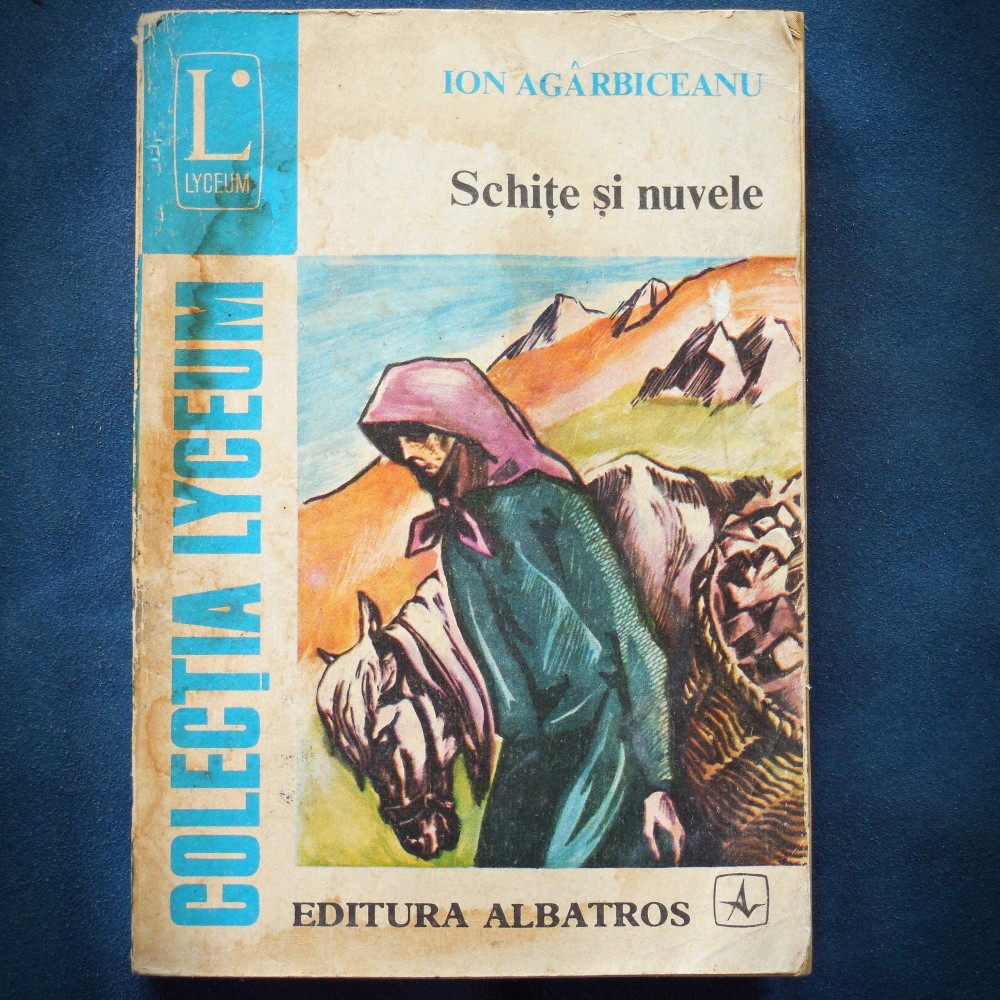 L
LYCEUM
ION AGÂRBICEANU
Schițe și nuvele
COLECȚIA LYCEUM
EDITURA ALBATROS